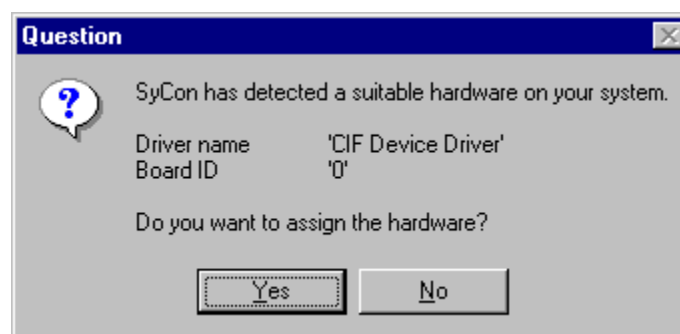 Question
SyCon has detected a suitable hardware on your system.
Driver name 'CIF Device Driver'
Board ID '0'
Do you want to assign the hardware?
Yes No